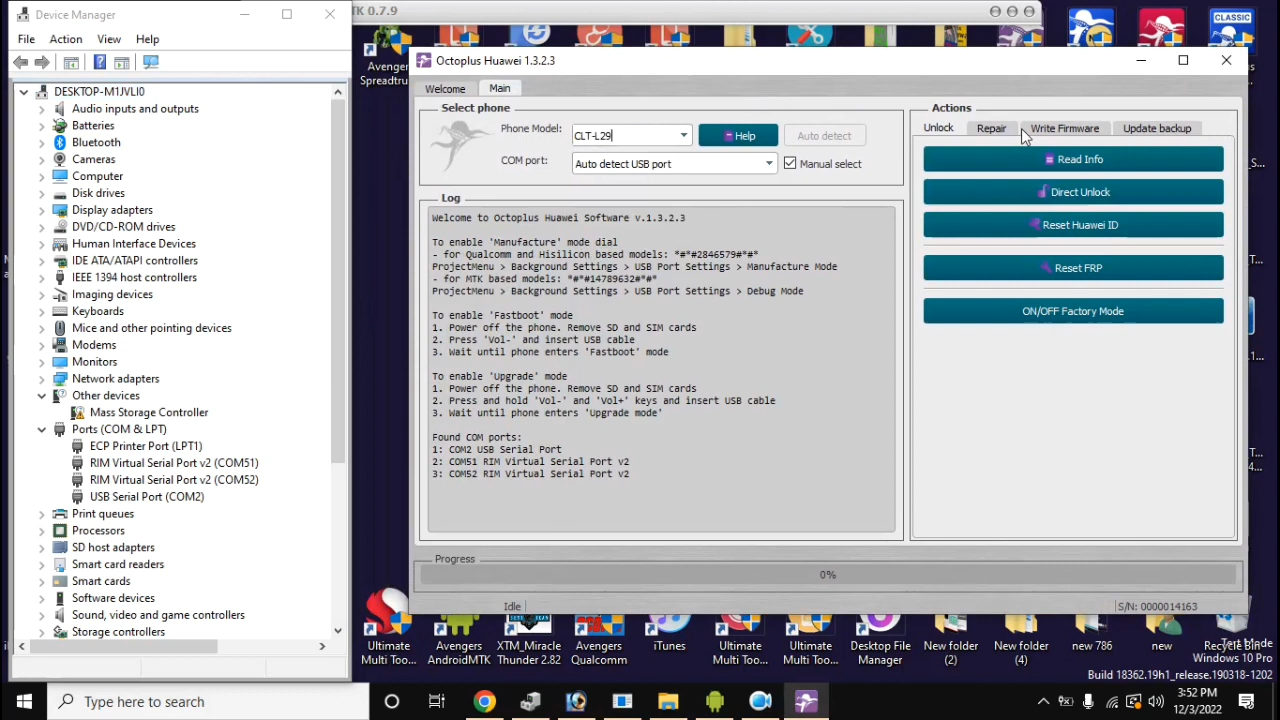 Device Manager
File Action View Help
DESKTOP-M1JVLI0
Audio inputs and outputs
Batteries
Bluetooth
Cameras
Computer
Disk drives
Display adapters
DVD/CD-ROM drives
Human Interface Devices
IDE ATA/ATAPI controllers
IEEE 1394 host controllers
Imaging devices
Keyboards
Mice and other pointing devices
Modems
Monitors
Network adapters
Other devices
Mass Storage Controller
Ports (COM & LPT)
ECP Printer Port (LPT1)
RIM Virtual Serial Port v2 (COM51)
RIM Virtual Serial Port v2 (COM52)
USB Serial Port (COM2)
Print queues
Processors
SD host adapters
Smart card readers
Smart cards
Software devices
Sound, video and game controllers
Storage controllers
MTK 0.7.9
Avenger
Spreadtru
CLASSIC
Octoplus Huawei 1.3.2.3
Welcome Main
Select phone
Phone Model: CLT-L29 Help Auto detect
COM port: Auto detect USB port Manual select
Log
Welcome to Octoplus Huawei Software v.1.3.2.3
To enable 'Manufacture' mode dial
- for Qualcomm and Hisilicon based models: *#*#2846579#*#*
ProjectMenu > Background Settings > USB Port Settings > Manufacture Mode
- for MTK based models: *#*#14789632#*#*
ProjectMenu > Background Settings > USB Port Settings > Debug Mode
To enable 'Fastboot' mode
1. Power off the phone. Remove SD and SIM cards
2. Press 'Vol-' and insert USB cable
3. Wait until phone enters 'Fastboot' mode
To enable 'Upgrade' mode
1. Power off the phone. Remove SD and SIM cards
2. Press and hold 'Vol-' and 'Vol+' keys and insert USB cable
3. Wait until phone enters 'Upgrade mode'
Found COM ports:
1: COM2 USB Serial Port
2: COM51 RIM Virtual Serial Port v2
3: COM52 RIM Virtual Serial Port v2
Actions
Unlock Repair Write Firmware Update backup
Read Info
Direct Unlock
Reset Huawei ID
Reset FRP
ON/OFF Factory Mode
Progress
0%
Idle S/N: 0000014163
Ultimate
Multi Too...
Avengers
AndroidMTK
XTM_Miracle
Thunder 2.82
Avengers
Qualcomm
iTunes
Ultimate
Multi Too...
Ultimate
Multi Too...
Desktop File
Manager
New folder
(2)
New folder
(4)
new 786
new
Recycle Bin
Test Mode
Windows 10 Pro
Build 18362.19h1_release.190318-1202
Type here to search
3:52 PM
12/3/2022